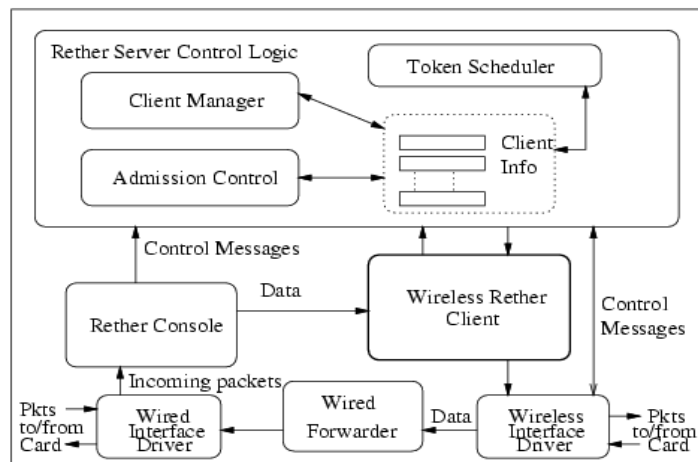 Rether Server Control Logic
Token Scheduler
Client Manager
Client
Info
Admission Control
Control Messages
Data
Wireless Rether
Client
Rether Console
Control
Messages
Incoming packets
Pkts
to/from
Card
Wired
Interface
Driver
Wired
Forwarder
Data
Wireless
Interface
Driver
Pkts
to/from
Card